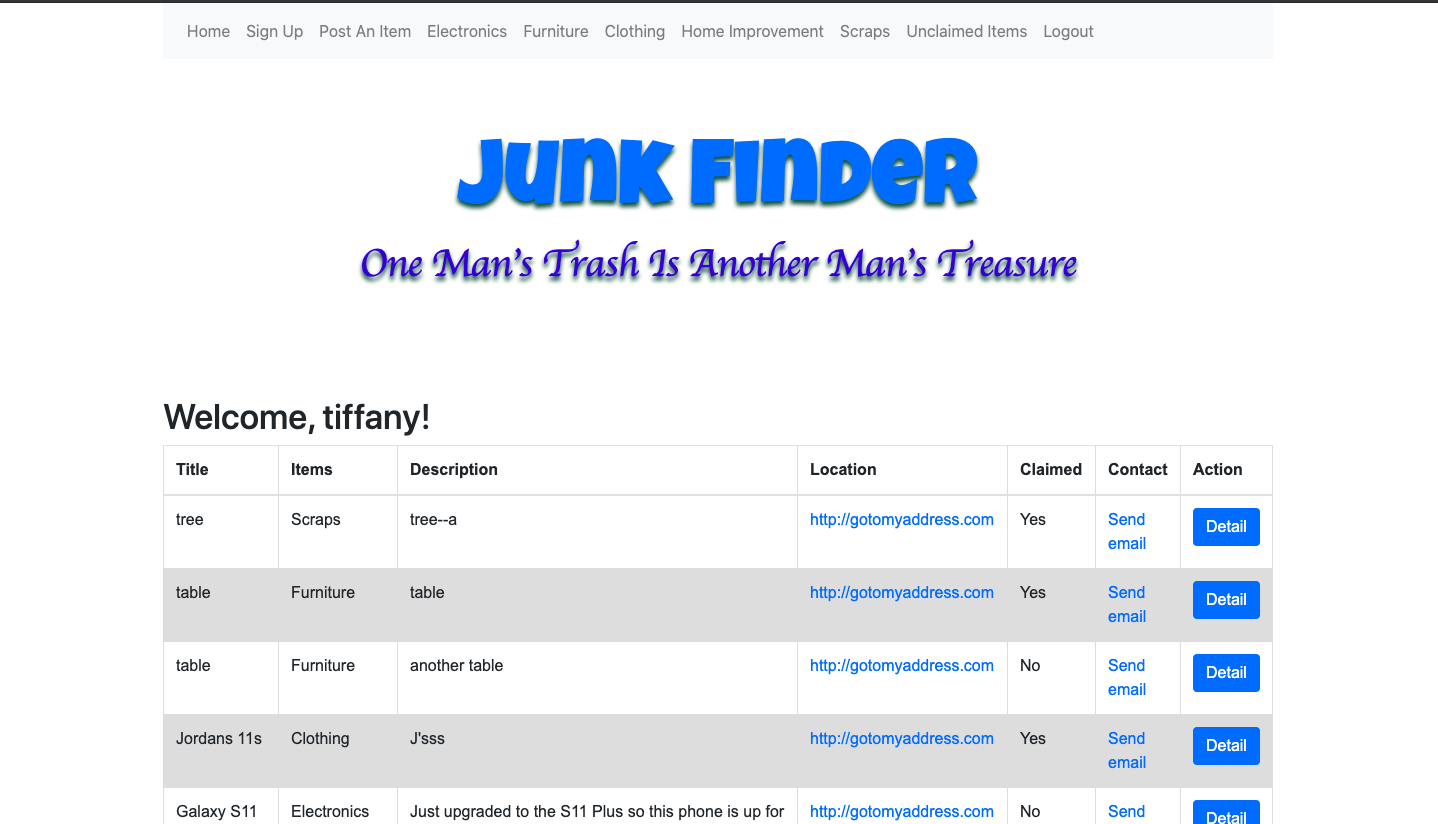 Home Sign Up Post An Item Electronics Furniture Clothing Home Improvement Scraps Unclaimed Items Logout
Junk Finder
One Man's Trash Is Another Man's Treasure
Welcome, tiffany!
Title Items Description Location Claimed Contact Action
tree Scraps tree--a http://gotomyaddress.com Yes Send email Detail
table Furniture table http://gotomyaddress.com Yes Send email Detail
table Furniture another table http://gotomyaddress.com No Send email Detail
Jordans 11s Clothing J'sss http://gotomyaddress.com Yes Send email Detail
Galaxy S11 Electronics Just upgraded to the S11 Plus so this phone is up for http://gotomyaddress.com No Send Detail